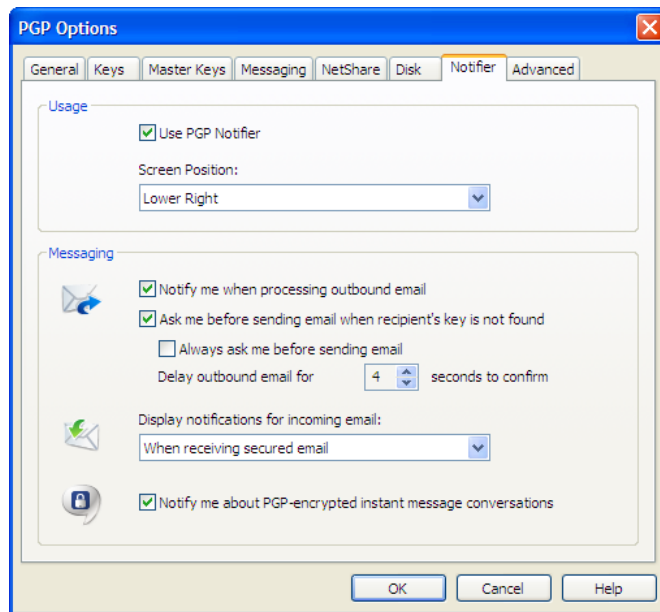 PGP Options
General Keys Master Keys Messaging NetShare Disk Notifier Advanced
Usage
Use PGP Notifier
Screen Position:
Lower Right
Messaging
Notify me when processing outbound email
Ask me before sending email when recipient's key is not found
Always ask me before sending email
Delay outbound email for 4 seconds to confirm
Display notifications for incoming email:
When receiving secured email
Notify me about PGP-encrypted instant message conversations
OK Cancel Help